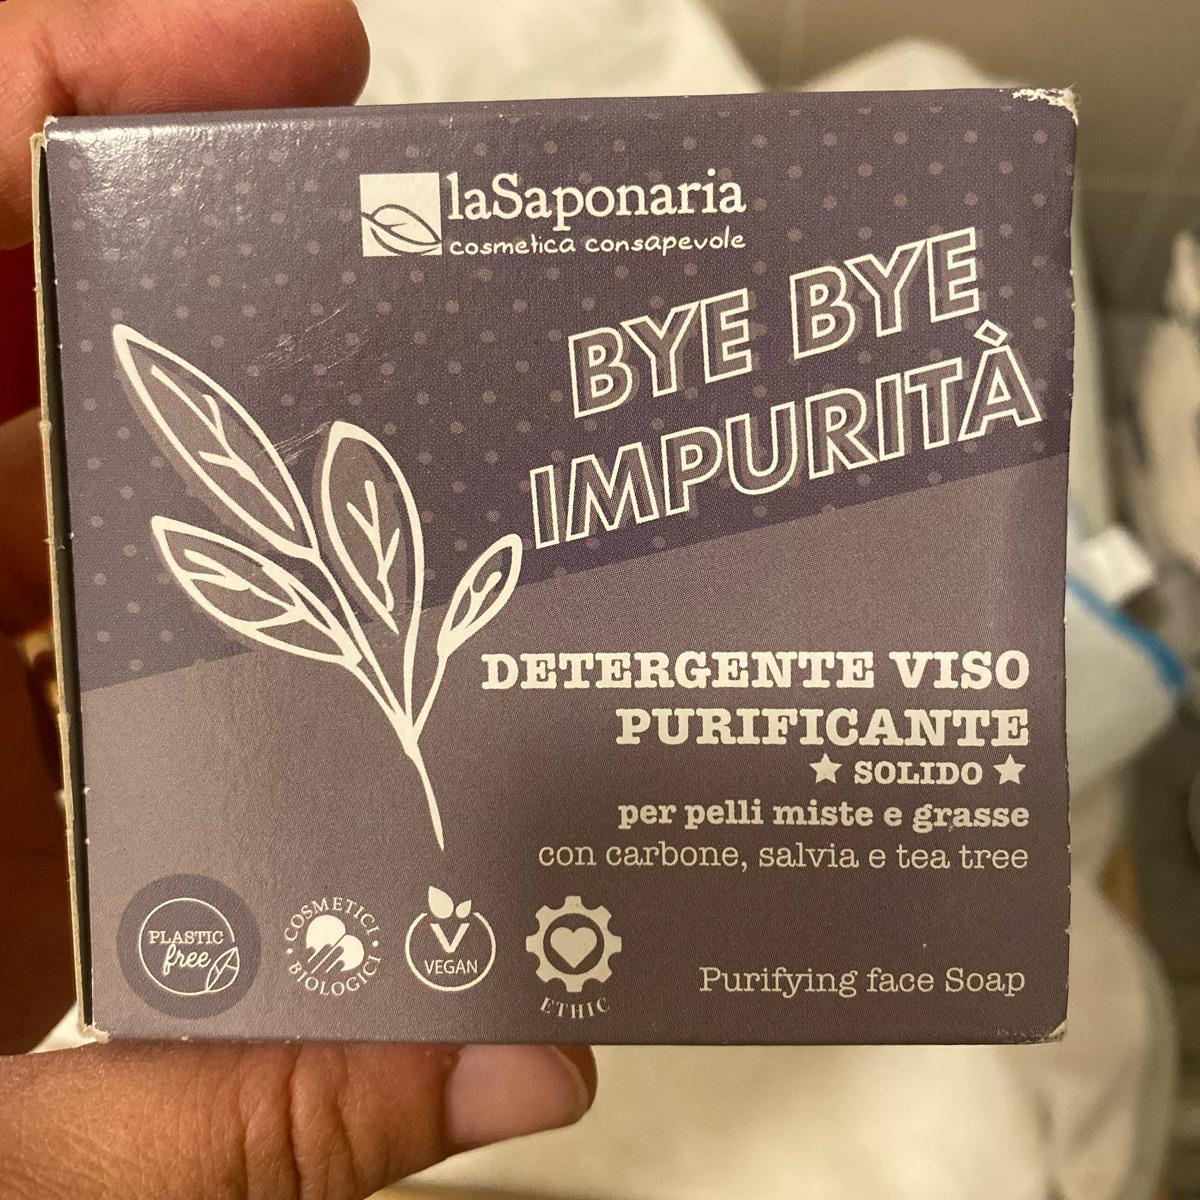 laSaponaria
cosmetica consapevole
BYE BYE
IMPURITÀ
DETERGENTE VISO
PURIFICANTE
★ SOLIDO ★
per pelli miste e grasse
con carbone, salvia e tea tree
PLASTIC
free
COSMETICI
BIOLOGICI
V
VEGAN
ETHIC
Purifying face Soap